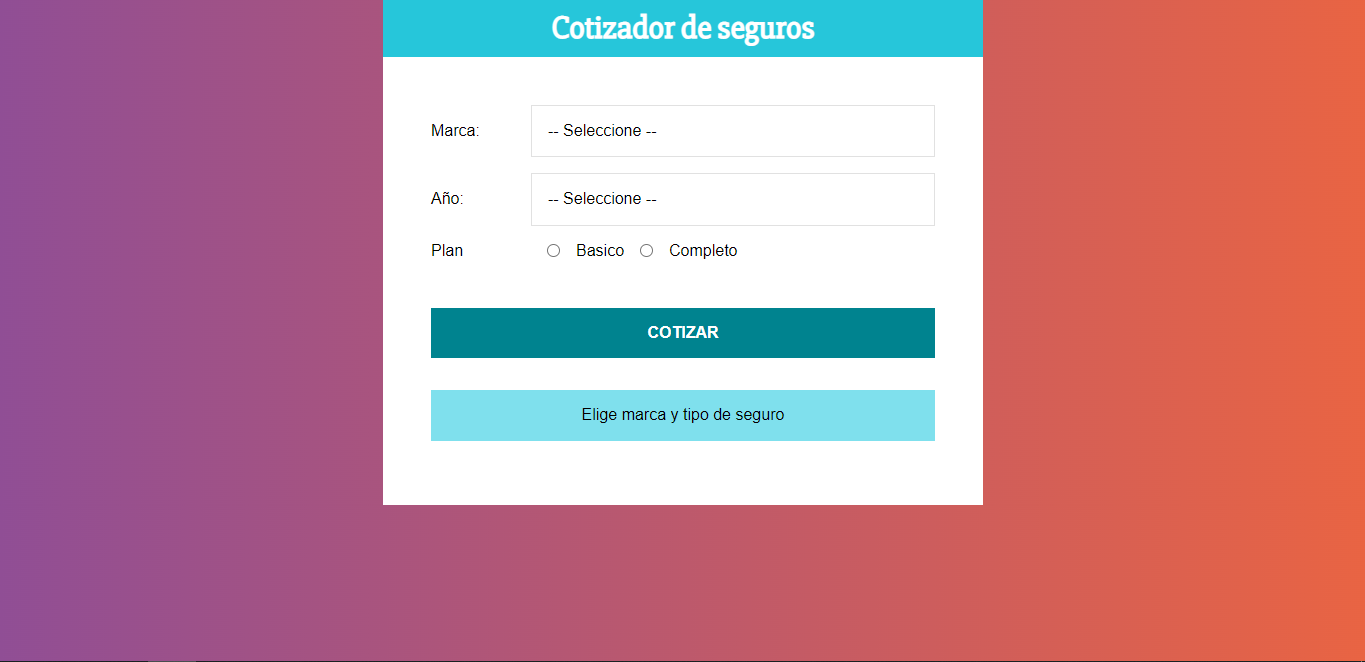 Cotizador de seguros
Marca: -- Seleccione --
Año: -- Seleccione --
Plan Basico Completo
COTIZAR
Elige marca y tipo de seguro